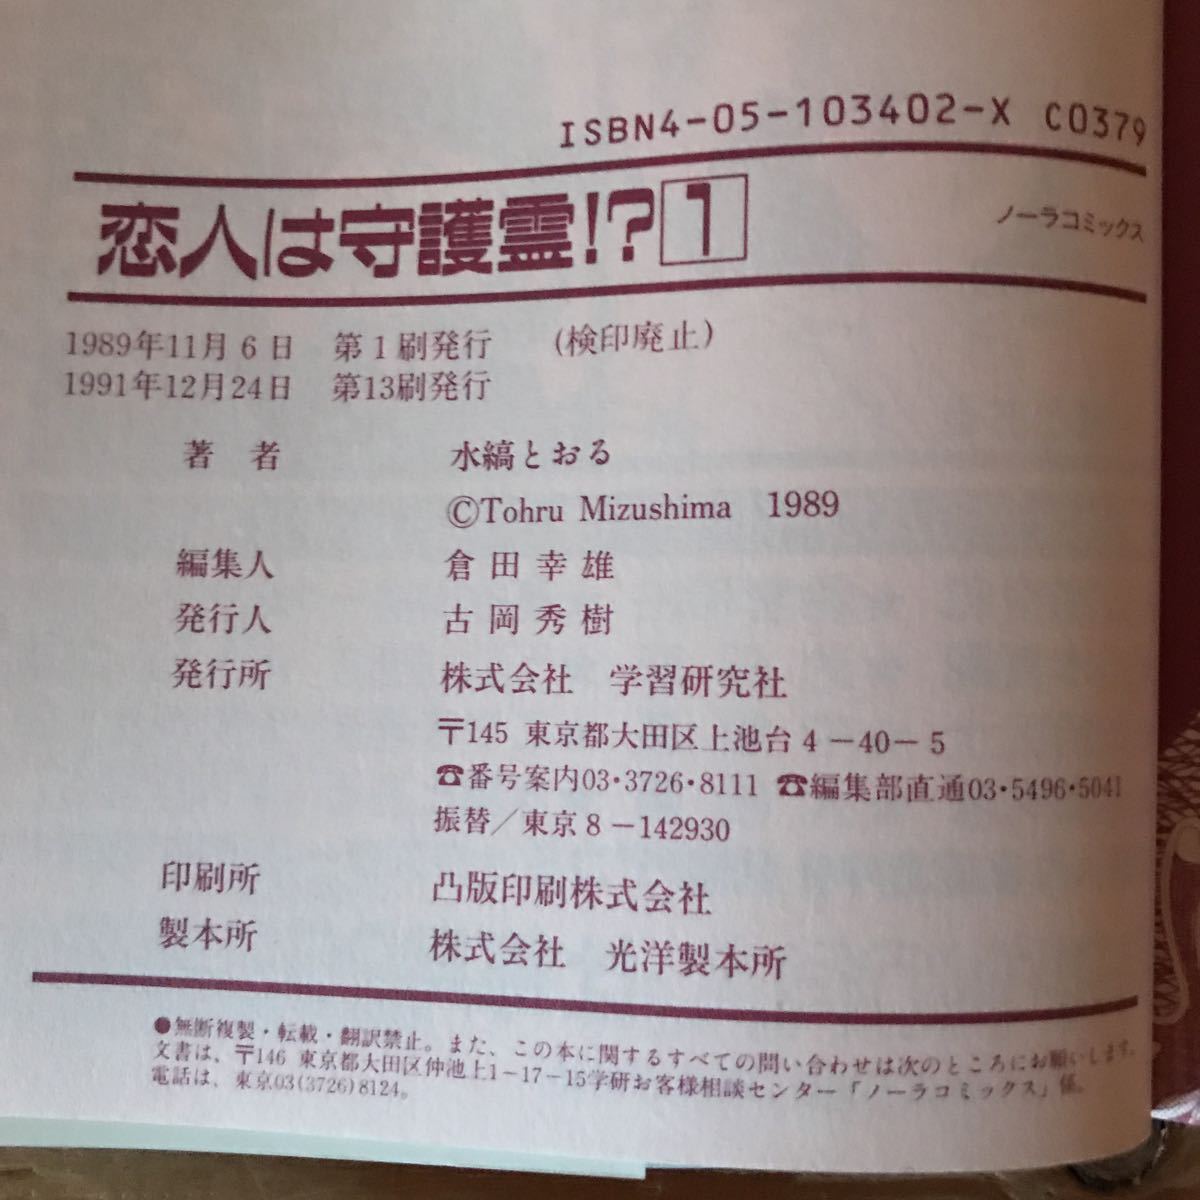 ISBN4-05-103402-X C0379
恋人は守護霊!?1 ノーラコミックス
1989年11月6日 第1刷発行 (検印廃止)
1991年12月24日 第13刷発行
著 者 水縞とおる
©Tohru Mizushima 1989
編集人 倉田幸雄
発行人 古岡秀樹
発行所 株式会社 学習研究社
〒145 東京都大田区上池台4-40-5
☎番号案内03・3726・8111 ☎編集部直通03・5496・5041
振替／東京8-142930
印刷所 凸版印刷株式会社
製本所 株式会社 光洋製本所
●無断複製・転載・翻訳禁止。また、この本に関するすべての問い合わせは次のところにお願いします。
文書は、〒146 東京都大田区仲池上1-17-15学研お客様相談センター「ノーラコミックス」係。
電話は、東京03(3726)8124。